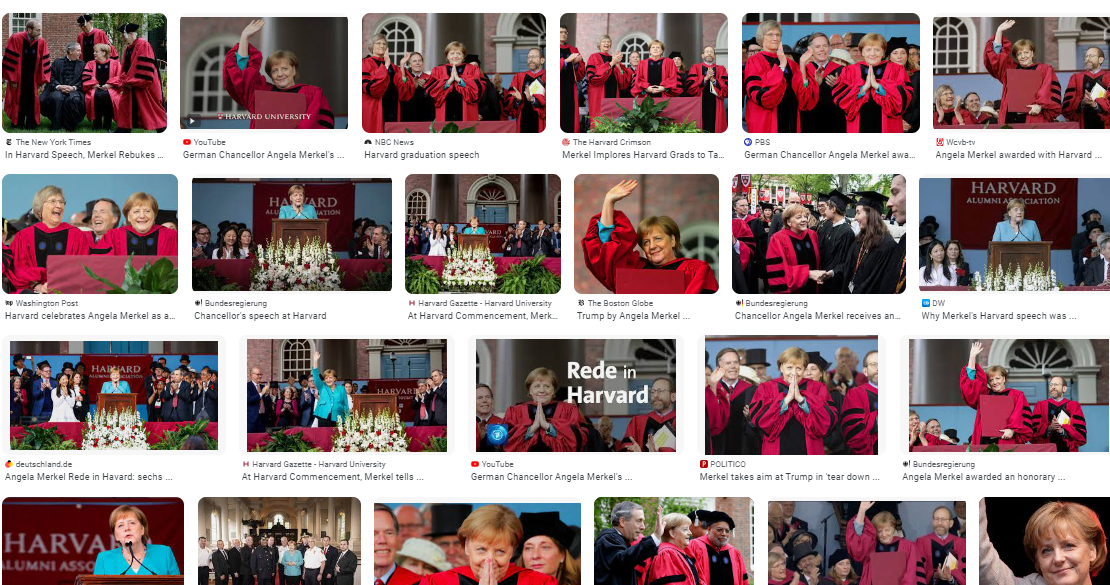 HARVARD UNIVERSITY
The New York Times
YouTube
NBC News
The Harvard Crimson
PBS
Wcvb-tv
In Harvard Speech, Merkel Rebukes ...
German Chancellor Angela Merkel's ...
Harvard graduation speech
Merkel Implores Harvard Grads to Ta...
German Chancellor Angela Merkel awa...
Angela Merkel awarded with Harvard ...
HARVARD
ALUMNI ASSOCIATION
HARVARD
ALUMNI ASSOCIATION
Washington Post
Bundesregierung
Harvard Gazette - Harvard University
The Boston Globe
Bundesregierung
DW
Harvard celebrates Angela Merkel as a...
Chancellor's speech at Harvard
At Harvard Commencement, Merk...
Trump by Angela Merkel ...
Chancellor Angela Merkel receives an...
Why Merkel's Harvard speech was ...
HARVARD
ALUMNI ASSOCIATION
HARVARD
Rede in
Harvard
deutschland.de
Harvard Gazette - Harvard University
YouTube
POLITICO
Bundesregierung
Angela Merkel Rede in Havard: sechs ...
At Harvard Commencement, Merkel tells ...
German Chancellor Angela Merkel's ...
Merkel takes aim at Trump in 'tear down ...
Angela Merkel awarded an honorary ...
HARVA
ALUMNI ASSO